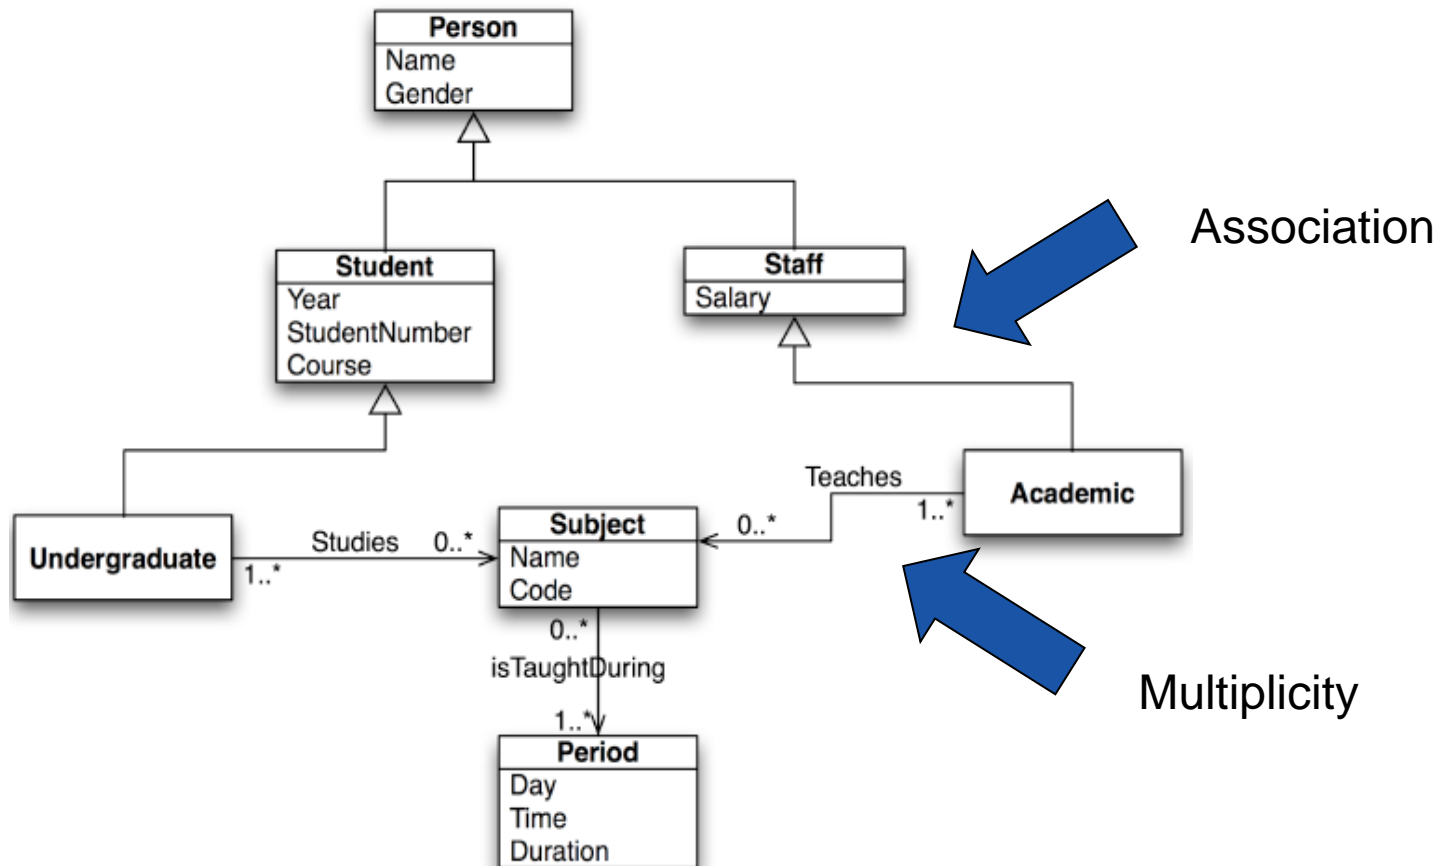 Person
Name
Gender
Association
Student
Year
StudentNumber
Course
Staff
Salary
Teaches
Academic
1..*
0..*
Undergraduate
Studies
0..*
1..*
Subject
Name
Code
0..*
isTaughtDuring
1..*
Multiplicity
Period
Day
Time
Duration